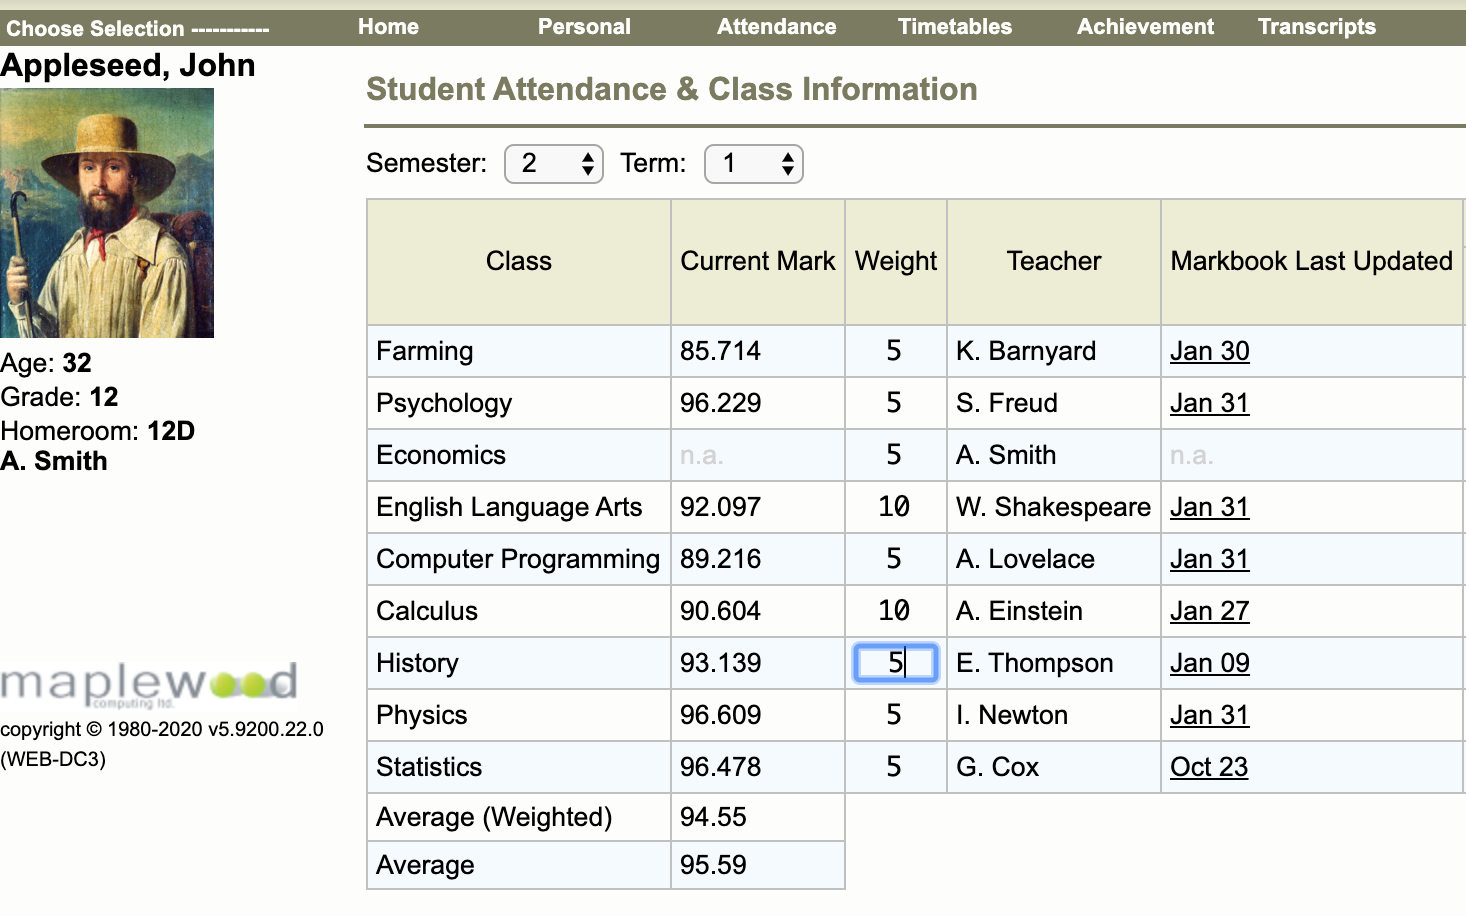 Choose Selection -----------
Home Personal Attendance Timetables Achievement Transcripts
Appleseed, John
Age: 32
Grade: 12
Homeroom: 12D
A. Smith
maplewood
computing ltd.
copyright © 1980-2020 v5.9200.22.0
(WEB-DC3)
Student Attendance & Class Information
Semester: 2 Term: 1
Class Current Mark Weight Teacher Markbook Last Updated
Farming 85.714 5 K. Barnyard Jan 30
Psychology 96.229 5 S. Freud Jan 31
Economics n.a. 5 A. Smith n.a.
English Language Arts 92.097 10 W. Shakespeare Jan 31
Computer Programming 89.216 5 A. Lovelace Jan 31
Calculus 90.604 10 A. Einstein Jan 27
History 93.139 5 E. Thompson Jan 09
Physics 96.609 5 I. Newton Jan 31
Statistics 96.478 5 G. Cox Oct 23
Average (Weighted) 94.55
Average 95.59